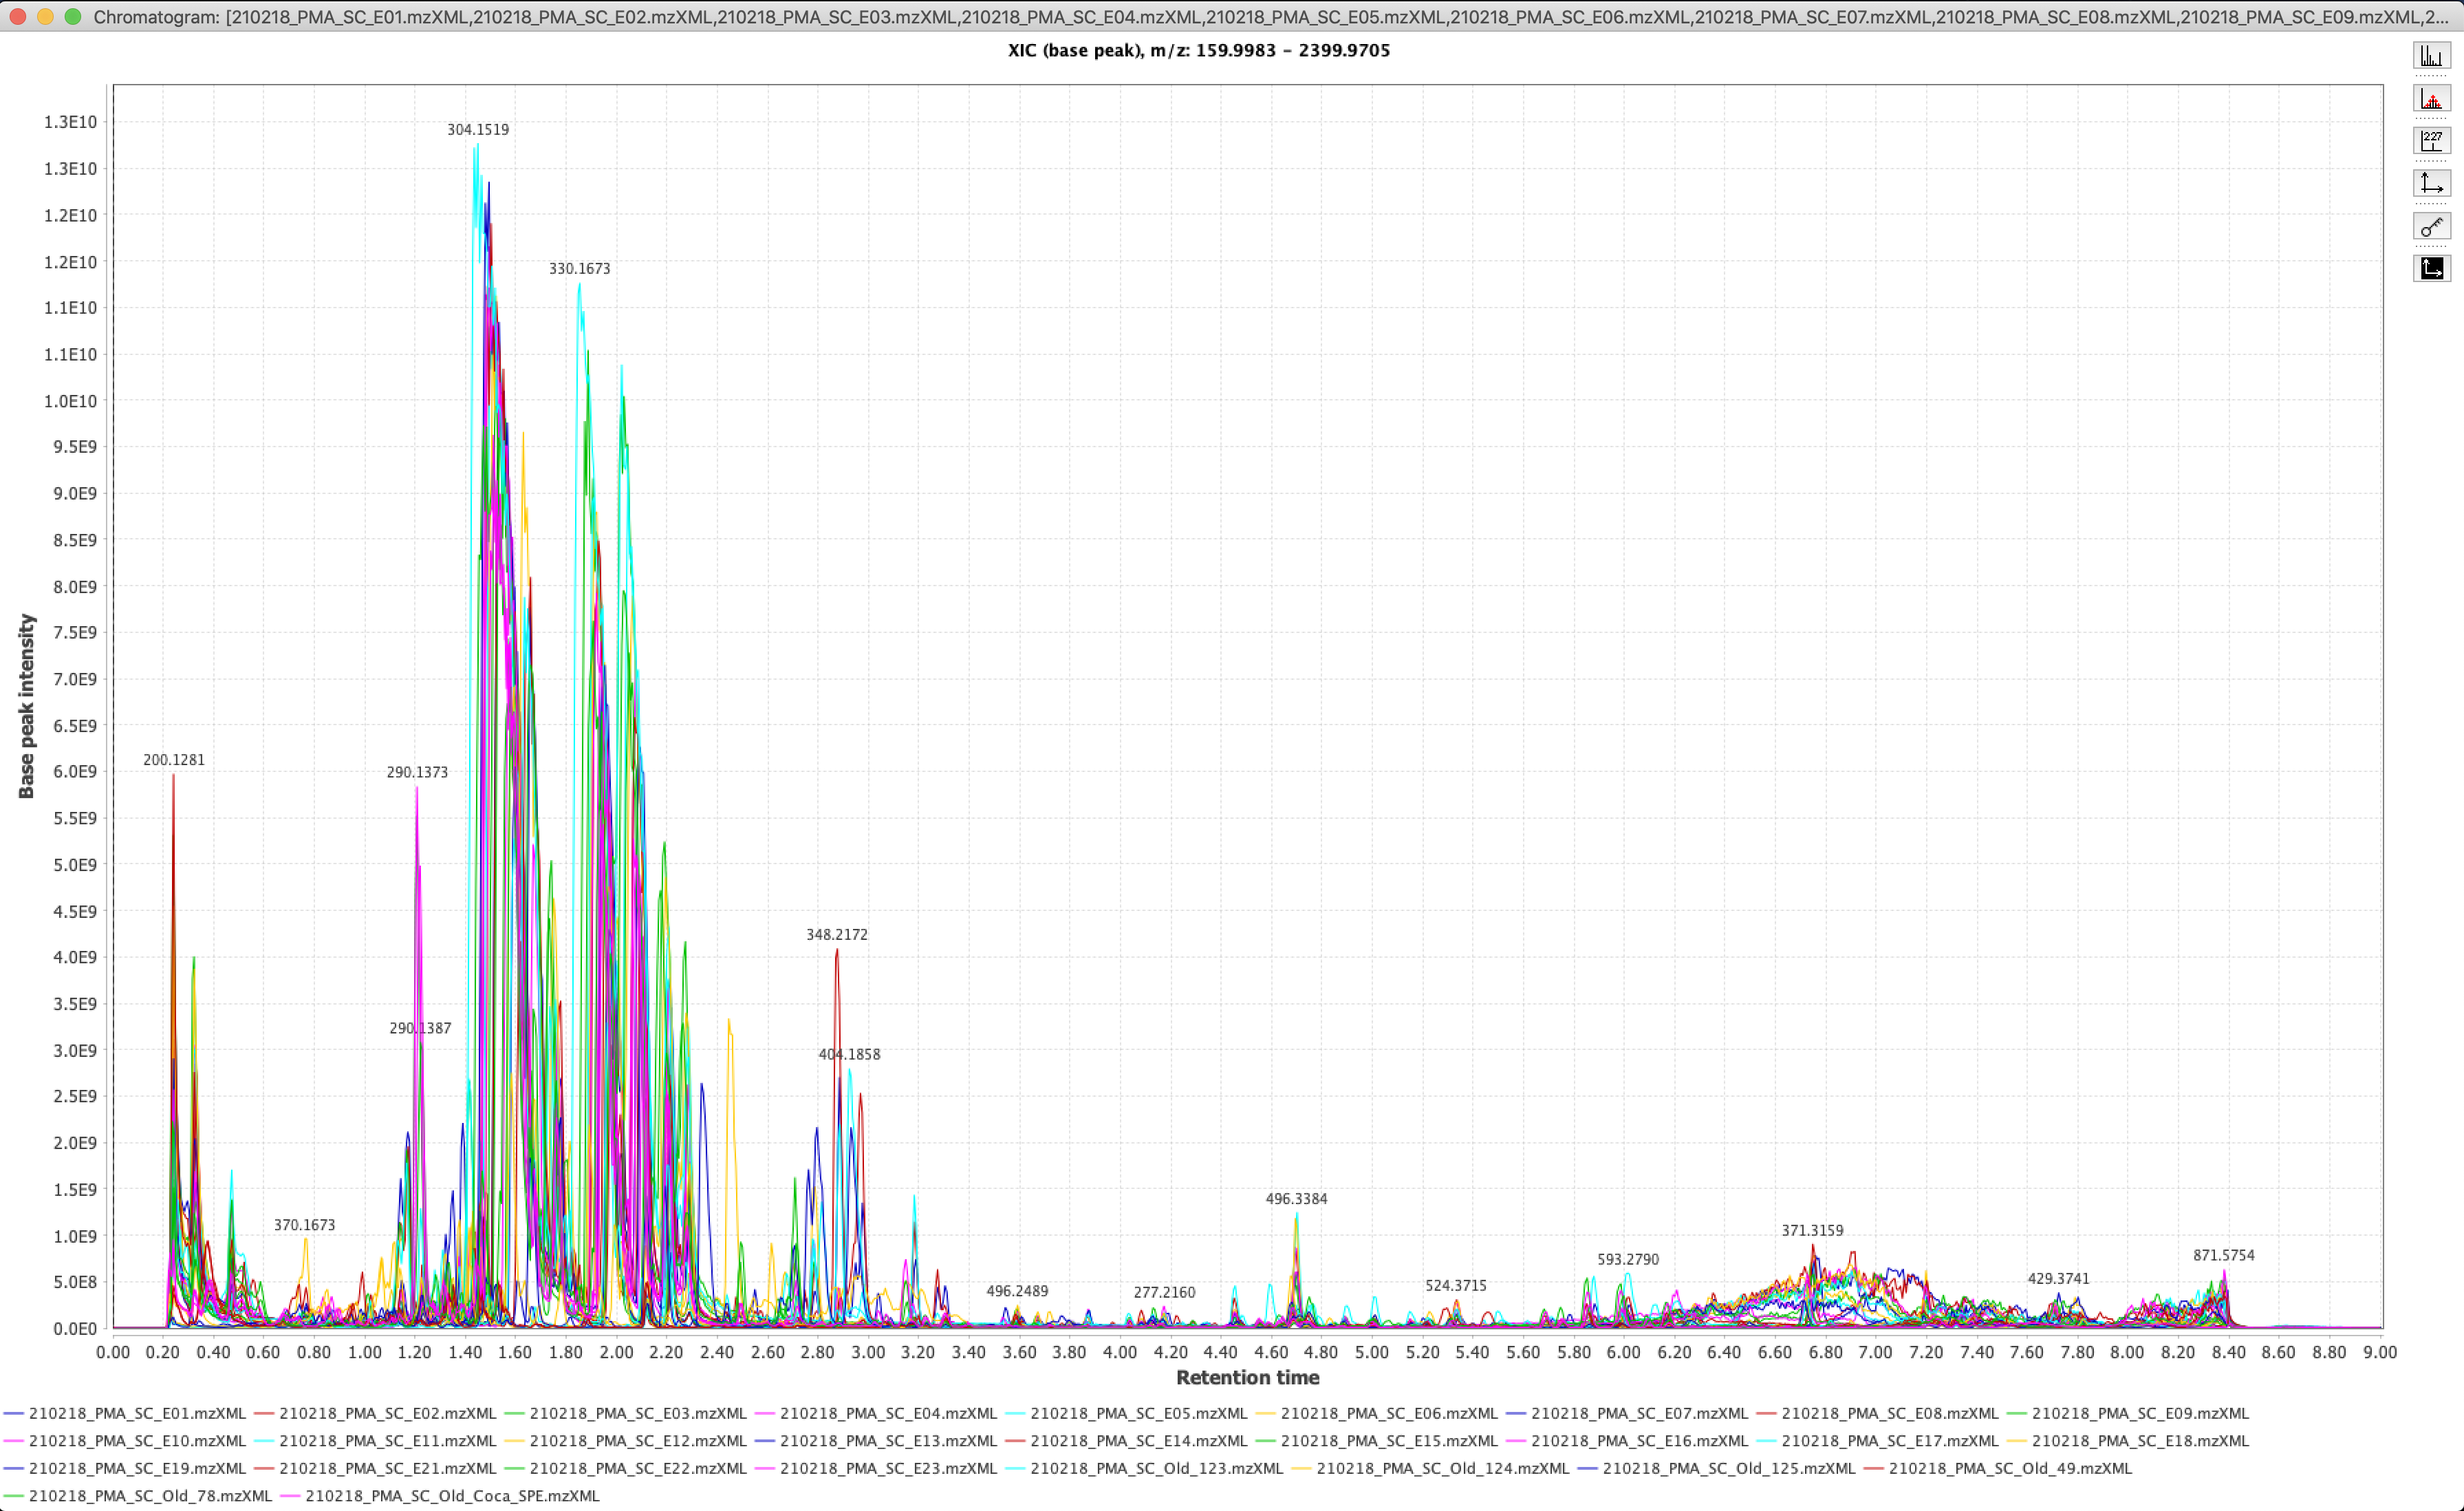 Chromatogram: [210218_PMA_SC_E01.mzXML,210218_PMA_SC_E02.mzXML,210218_PMA_SC_E03.mzXML,210218_PMA_SC_E04.mzXML,210218_PMA_SC_E05.mzXML,210218_PMA_SC_E06.mzXML,210218_PMA_SC_E07.mzXML,210218_PMA_SC_E08.mzXML,210218_PMA_SC_E09.mzXML,2...
XIC (base peak), m/z: 159.9983 – 2399.9705
227
1.3E10
304.1519
1.3E10
1.2E10
1.2E10
330.1673
1.1E10
1.1E10
1.0E10
9.5E9
9.0E9
8.5E9
8.0E9
7.5E9
7.0E9
6.5E9
Base peak intensity
200.1281
6.0E9
290.1373
5.5E9
5.0E9
4.5E9
348.2172
4.0E9
3.5E9
290.1387
3.0E9
404.1858
2.5E9
2.0E9
1.5E9
496.3384
370.1673
1.0E9
371.3159
593.2790
871.5754
5.0E8
496.2489
277.2160
524.3715
429.3741
0.0E0
0.00 0.20 0.40 0.60 0.80 1.00 1.20 1.40 1.60 1.80 2.00 2.20 2.40 2.60 2.80 3.00 3.20 3.40 3.60 3.80 4.00 4.20 4.40 4.60 4.80 5.00 5.20 5.40 5.60 5.80 6.00 6.20 6.40 6.60 6.80 7.00 7.20 7.40 7.60 7.80 8.00 8.20 8.40 8.60 8.80 9.00
Retention time
210218_PMA_SC_E01.mzXML 210218_PMA_SC_E02.mzXML 210218_PMA_SC_E03.mzXML 210218_PMA_SC_E04.mzXML 210218_PMA_SC_E05.mzXML 210218_PMA_SC_E06.mzXML 210218_PMA_SC_E07.mzXML 210218_PMA_SC_E08.mzXML 210218_PMA_SC_E09.mzXML
210218_PMA_SC_E10.mzXML 210218_PMA_SC_E11.mzXML 210218_PMA_SC_E12.mzXML 210218_PMA_SC_E13.mzXML 210218_PMA_SC_E14.mzXML 210218_PMA_SC_E15.mzXML 210218_PMA_SC_E16.mzXML 210218_PMA_SC_E17.mzXML 210218_PMA_SC_E18.mzXML
210218_PMA_SC_E19.mzXML 210218_PMA_SC_E21.mzXML 210218_PMA_SC_E22.mzXML 210218_PMA_SC_E23.mzXML 210218_PMA_SC_Old_123.mzXML 210218_PMA_SC_Old_124.mzXML 210218_PMA_SC_Old_125.mzXML 210218_PMA_SC_Old_49.mzXML
210218_PMA_SC_Old_78.mzXML 210218_PMA_SC_Old_Coca_SPE.mzXML